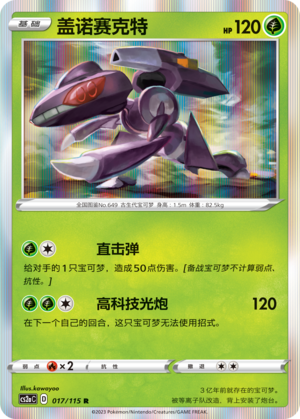 基础 盖诺赛克特 HP 120
全国图鉴No.649 古生代宝可梦 身高:1.5m 体重:82.5kg
直击弹
给对手的1只宝可梦,造成50点伤害。[备战宝可梦不计算弱点、
抗性。]
高科技光炮 120
在下一个自己的回合,这只宝可梦无法使用招式。
弱点 ×2 抗性 撤退
Illus.kawayoo
CS2aC D 017/115 R
3亿年前就存在的宝可梦。
被等离子队改造,背上安装了炮台。
©2023 Pokémon/Nintendo/Creatures/GAME FREAK.